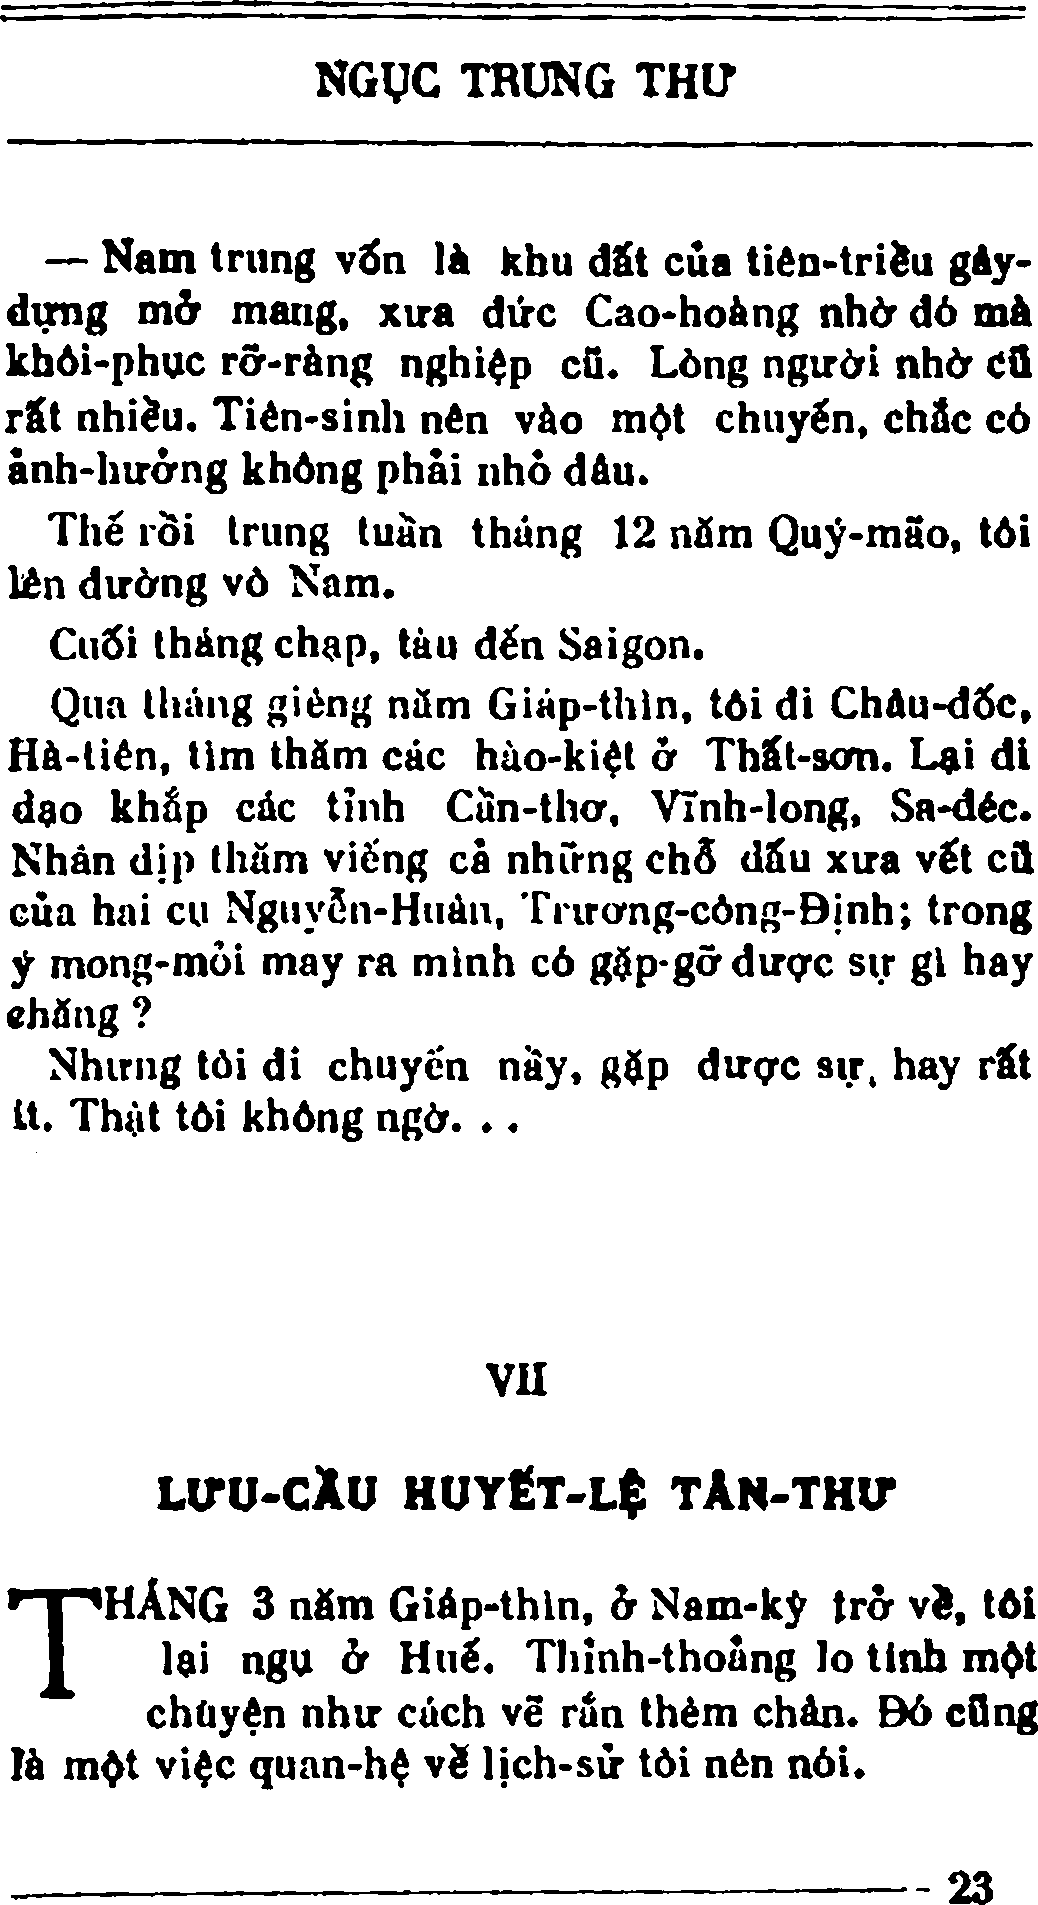 NGỤC TRUNG THƯ
— Nam trung vốn là khu đất của tiên-triều gây-
dựng mở mang, xưa đức Cao-hoàng nhờ đó mà
khôi-phục rỡ-ràng nghiệp cũ. Lòng người nhờ cũ
rất nhiều. Tiên-sinh nên vào một chuyến, chắc có
ảnh-hưởng không phải nhỏ đâu.
Thế rồi trung tuần tháng 12 năm Quý-mão, tôi
lên đường vô Nam.
Cuối tháng chạp, tàu đến Saigon.
Qua tháng giêng năm Giáp-thìn, tôi đi Châu-đốc,
Hà-tiên, tìm thăm các hào-kiệt ở Thất-sơn. Lại đi
dạo khắp các tỉnh Cần-thơ, Vĩnh-long, Sa-đéc.
Nhân dịp thăm viếng cả những chỗ dấu xưa vết cũ
của hai cụ Nguyễn-Huân, Trương-công-Định; trong
ý mong-mỏi may ra mình có gặp-gỡ được sự gì hay
chăng ?
Nhưng tôi đi chuyến nầy, gặp được sự, hay rất
ít. Thật tôi không ngờ. . .
VII
LƯU-CẦU HUYẾT-LỆ TÂN-THƯ
THÁNG 3 năm Giáp-thìn, ở Nam-kỳ trở về, tôi
lại ngụ ở Huế. Thỉnh-thoảng lo tính một
chuyện như cách vẽ rắn thêm chân. Đó cũng
là một việc quan-hệ về lịch-sử tôi nên nói.
23